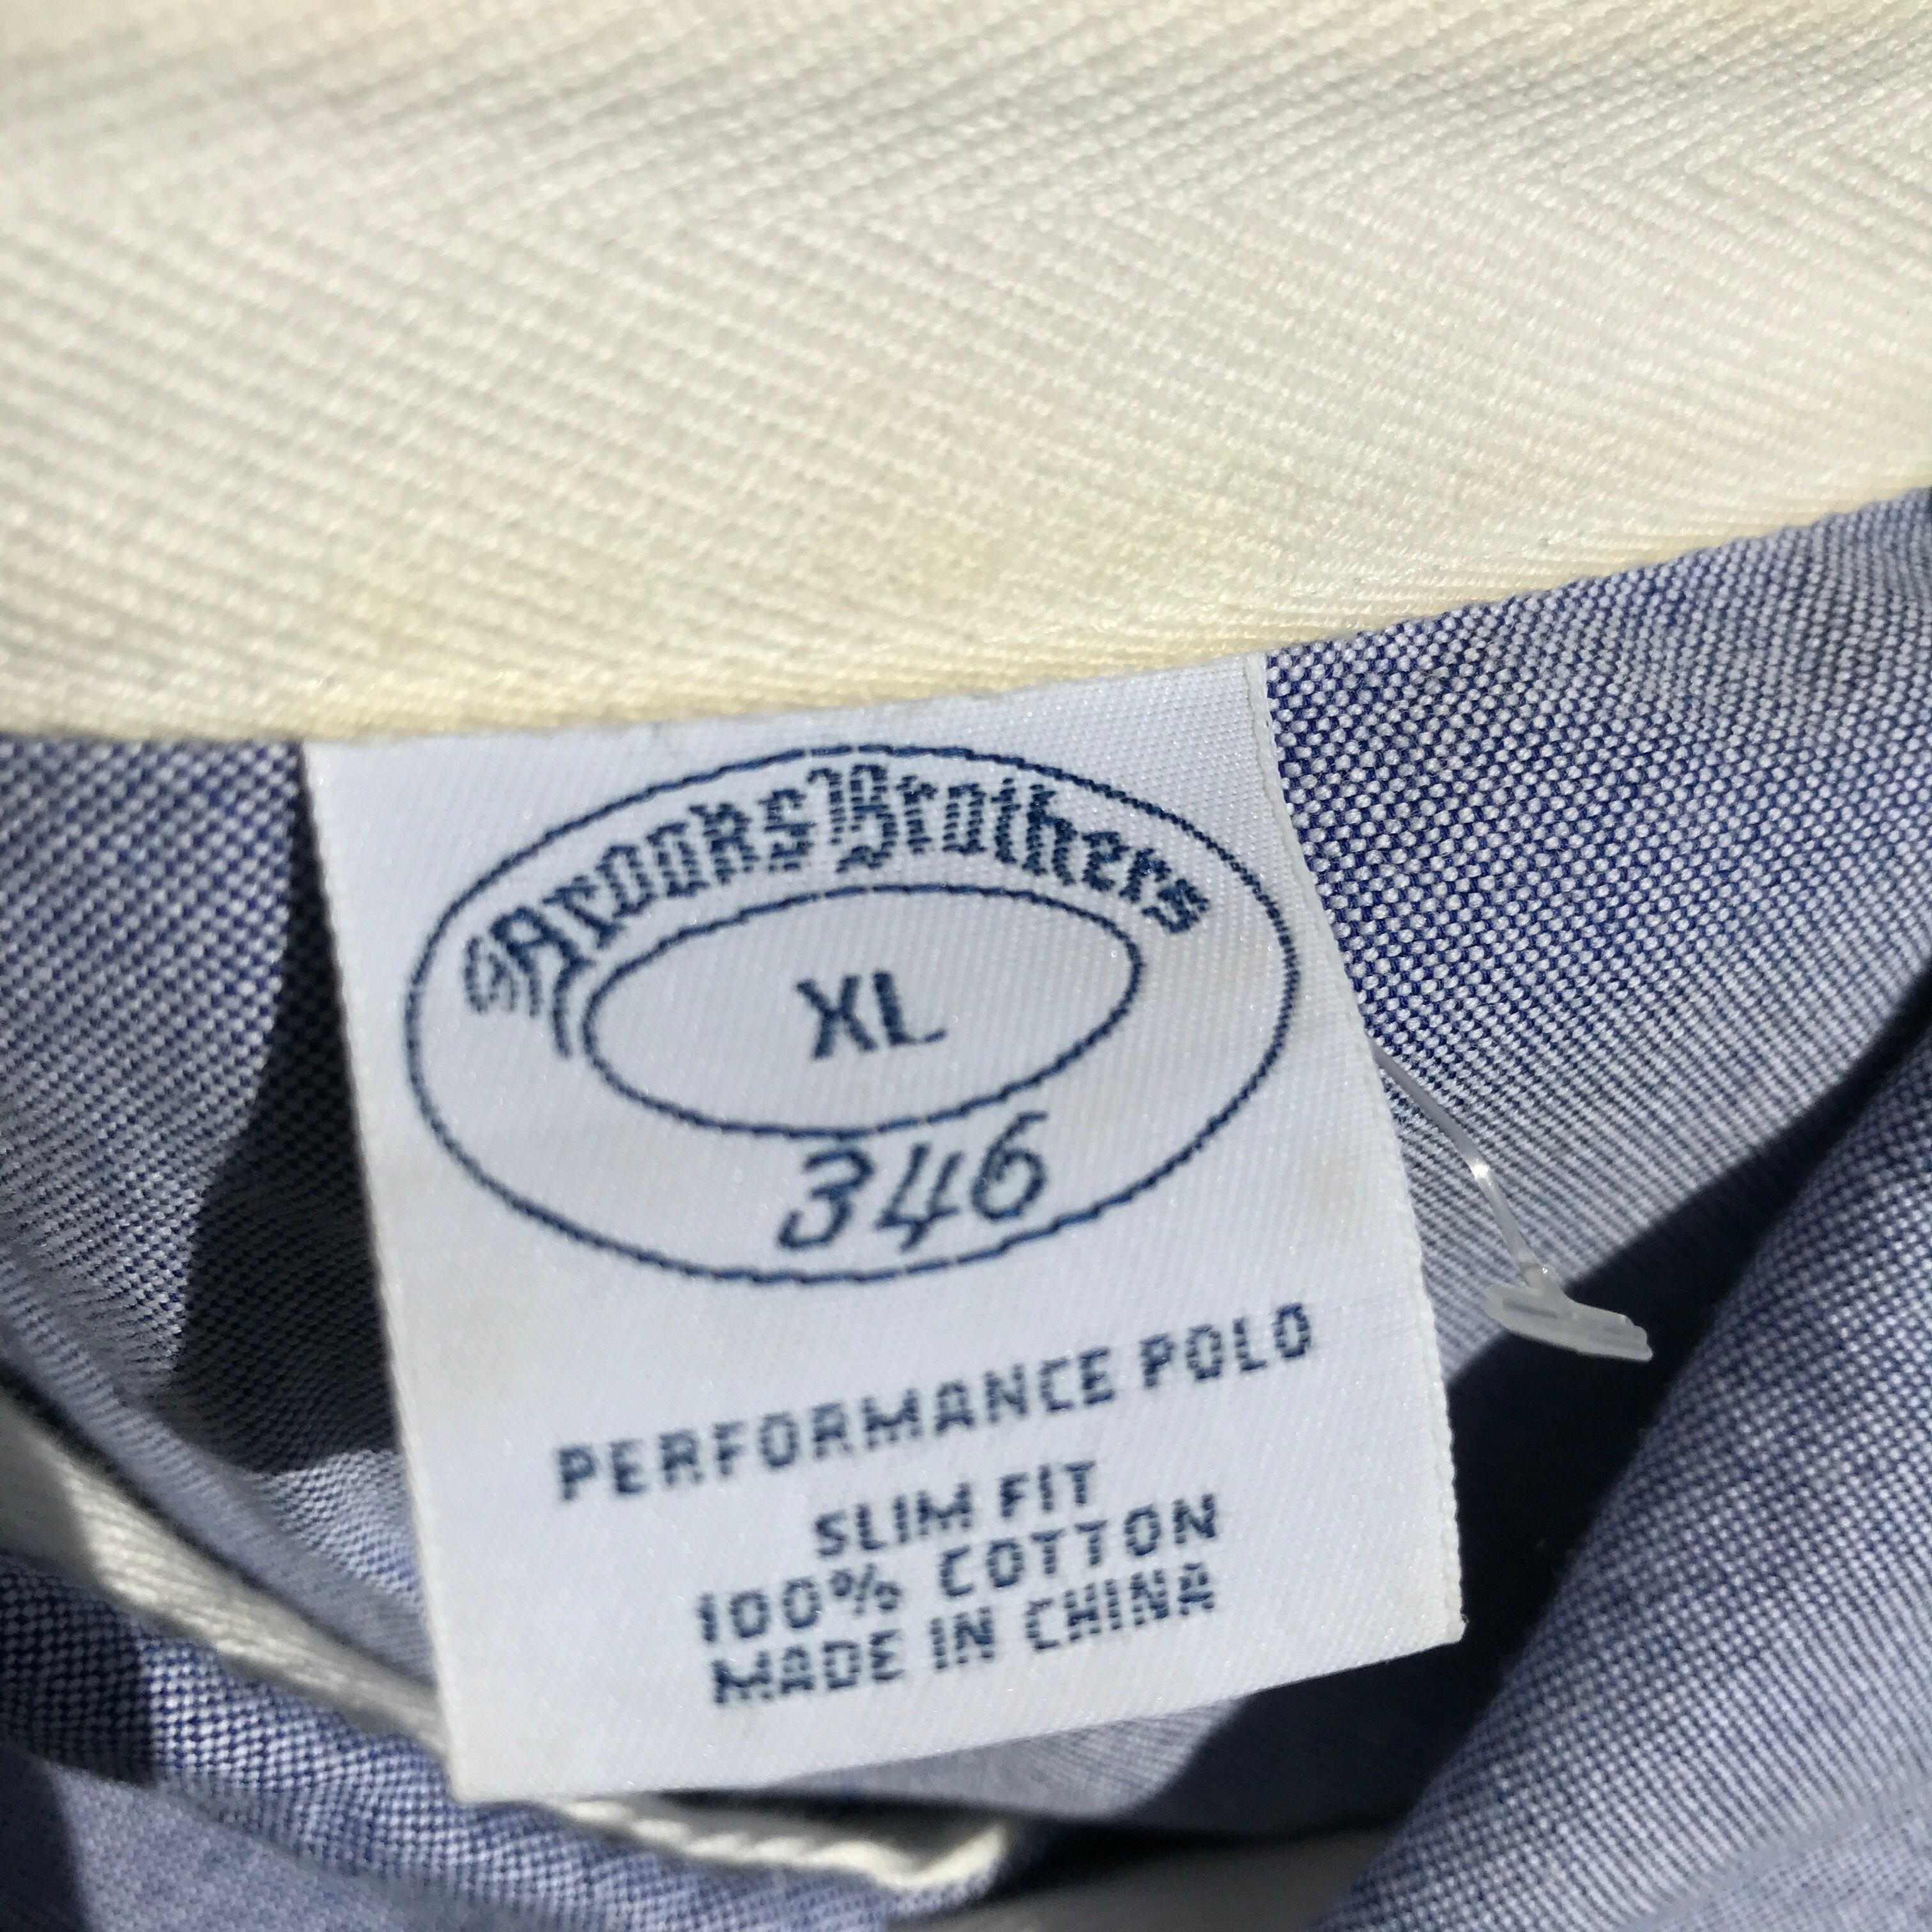 Brooks Brothers
XL
346
PERFORMANCE POLO
SLIM FIT
100% COTTON
MADE IN CHINA